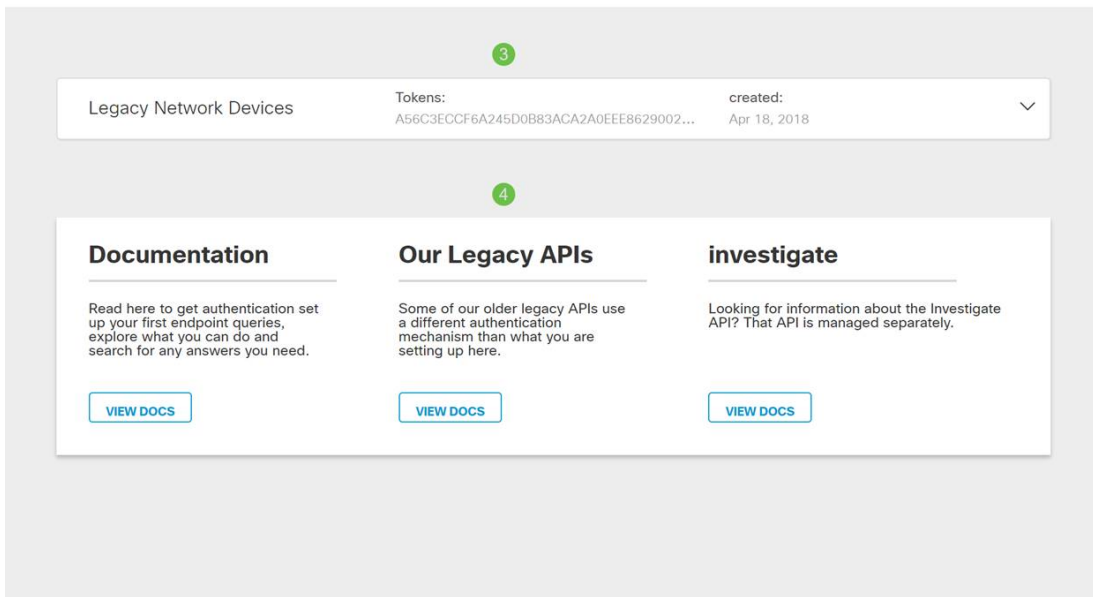 3
Legacy Network Devices
Tokens:
A56C3ECCF6A245D0B83ACA2A0EEE8629002...
created:
Apr 18, 2018
4
Documentation
Read here to get authentication set
up your first endpoint queries,
explore what you can do and
search for any answers you need.
VIEW DOCS
Our Legacy APIs
Some of our older legacy APIs use
a different authentication
mechanism than what you are
setting up here.
VIEW DOCS
investigate
Looking for information about the Investigate
API? That API is managed separately.
VIEW DOCS